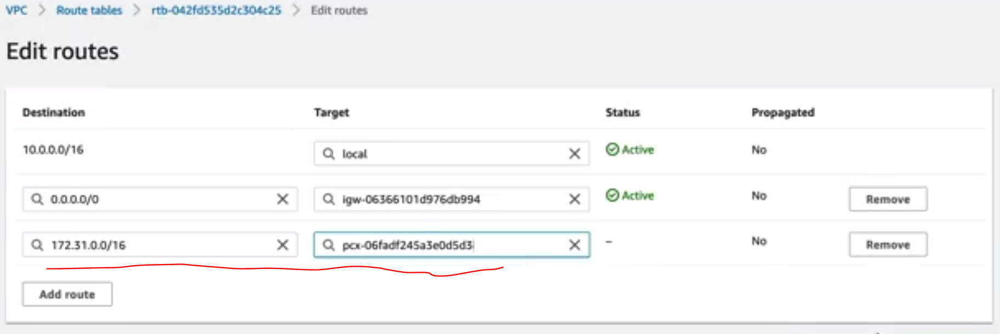 VPC > Route tables > rtb-042fd535d2c304c25 > Edit routes
Edit routes
Destination Target Status Propagated
10.0.0.0/16 local Active No
0.0.0.0/0 igw-06366101d976db994 Active No Remove
172.31.0.0/16 pcx-06fadf245a3e0d5d3 – No Remove
Add route